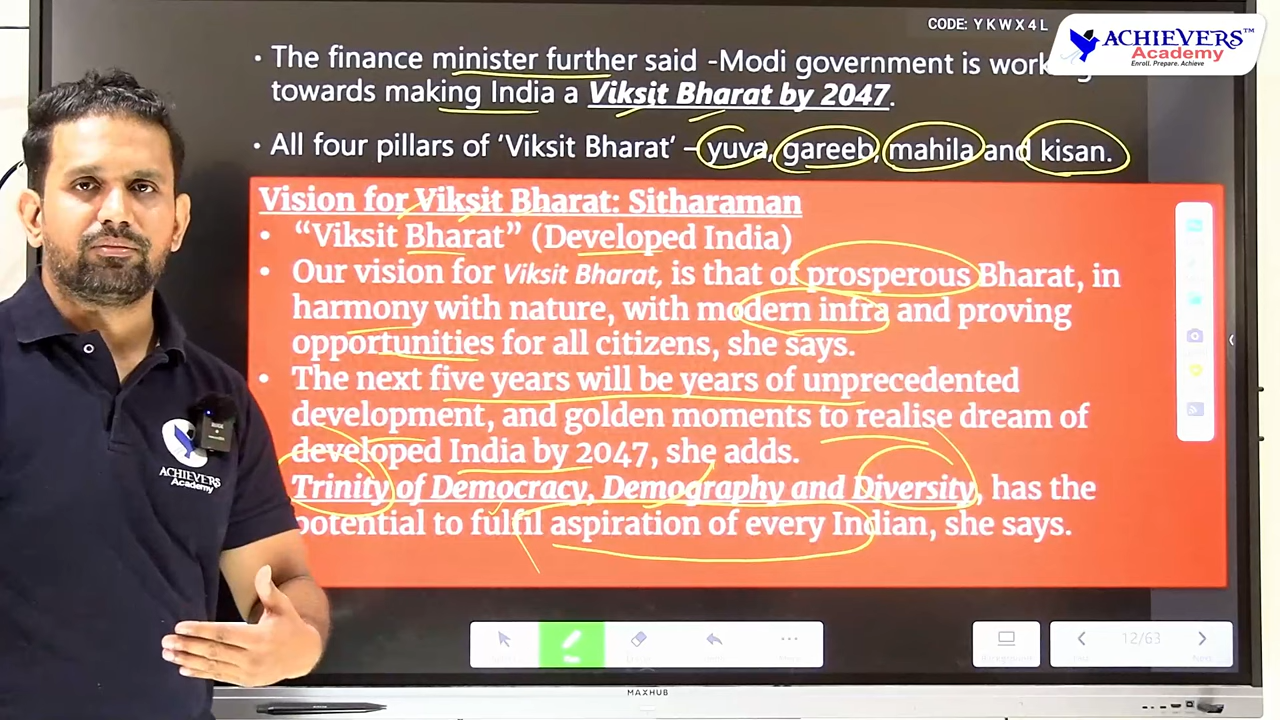 CODE: Y K W X 4 L
ACHIEVERS™
Academy
Enroll. Prepare. Achieve
• The finance minister further said -Modi government is
towards making India a Viksit Bharat by 2047.
• All four pillars of ‘Viksit Bharat’ – yuva, gareeb, mahila and kisan.
Vision for Viksit Bharat: Sitharaman
• “Viksit Bharat” (Developed India)
• Our vision for Viksit Bharat, is that of prosperous Bharat, in
harmony with nature, with modern infra and proving
opportunities for all citizens, she says.
• The next five years will be years of unprecedented
development, and golden moments to realise dream of
developed India by 2047, she adds.
Trinity of Democracy, Demography and Diversity, has the
potential to fulfil aspiration of every Indian, she says.
ACHIEVERS
Academy
12/63
MAXHUB